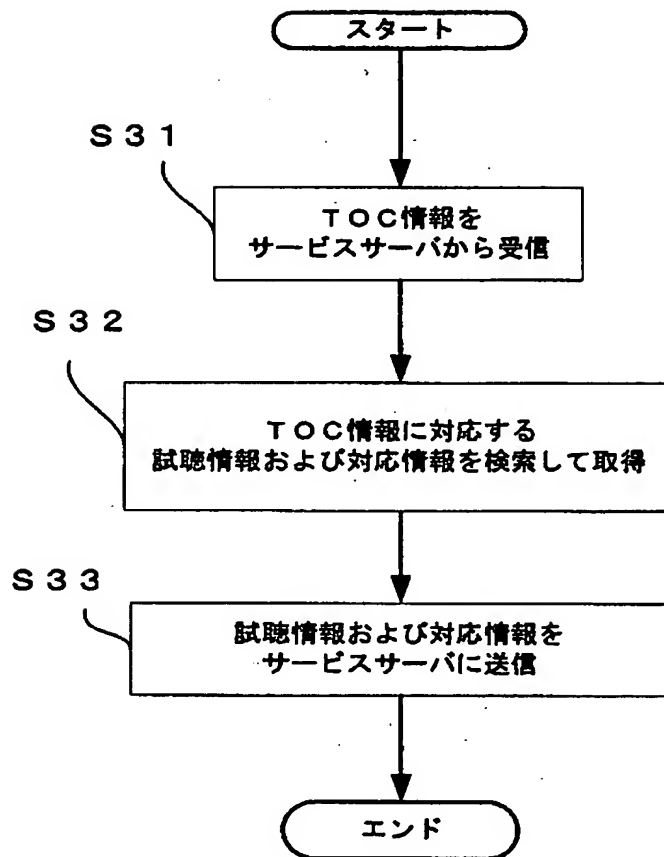 スタート
S31
TOC情報を
サービスサーバから受信
S32
TOC情報に対応する
試聴情報および対応情報を検索して取得
S33
試聴情報および対応情報を
サービスサーバに送信
エンド